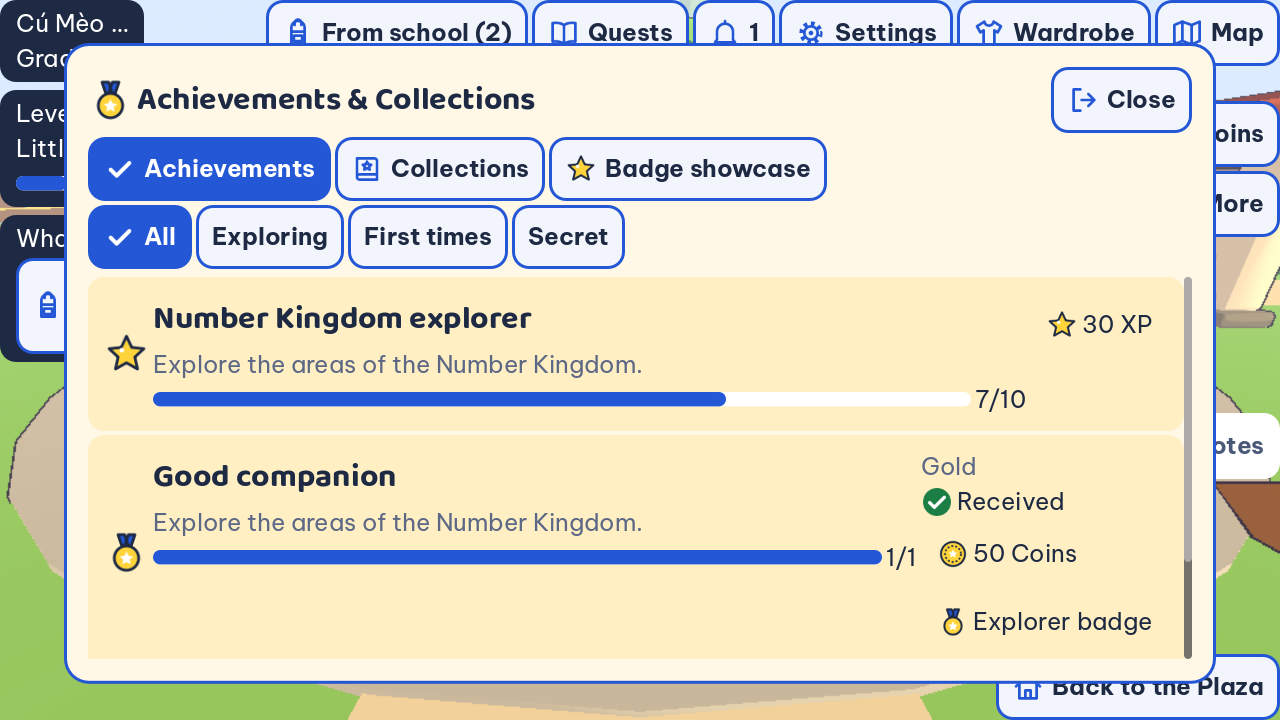 Cú Mèo ...
From school (2)
Quests
1
Settings
Wardrobe
Map
Achievements & Collections
Close
Achievements
Collections
Badge showcase
All
Exploring
First times
Secret
Number Kingdom explorer
30 XP
Explore the areas of the Number Kingdom.
7/10
Good companion
Gold
Received
Explore the areas of the Number Kingdom.
1/1
50 Coins
Explorer badge
Back to the Plaza